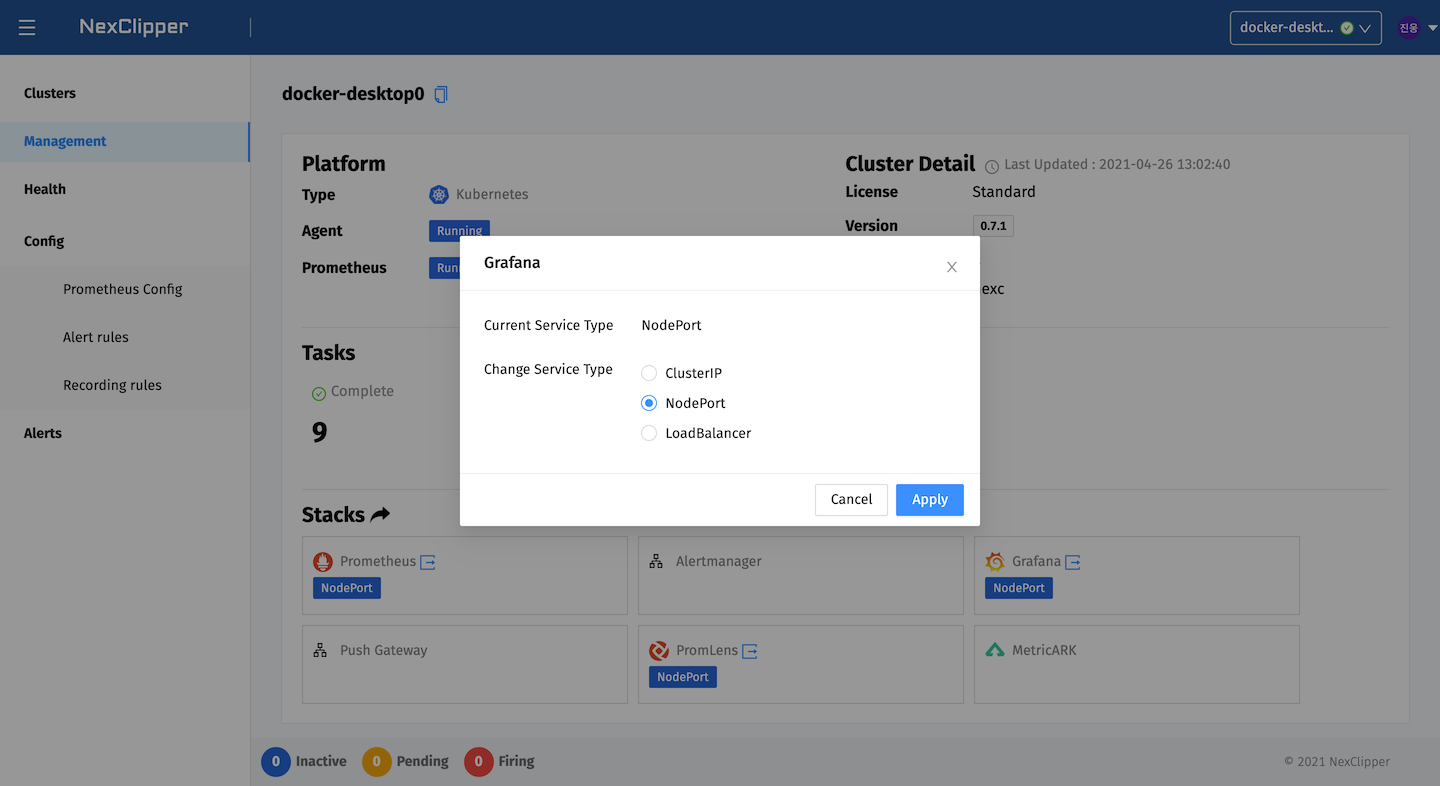 NexClipper
docker-deskt...
진용
Clusters
Management
Health
Config
Prometheus Config
Alert rules
Recording rules
Alerts
docker-desktop0
Platform
Type Kubernetes
Agent Running
Prometheus Run
Cluster Detail Last Updated : 2021-04-26 13:02:40
License Standard
Version 0.7.1
exc
Grafana
Current Service Type NodePort
Change Service Type
ClusterIP
NodePort
LoadBalancer
Cancel Apply
Tasks
Complete
9
Stacks
Prometheus
NodePort
Alertmanager
Grafana
NodePort
Push Gateway
PromLens
NodePort
MetricARK
0 Inactive 0 Pending 0 Firing
© 2021 NexClipper